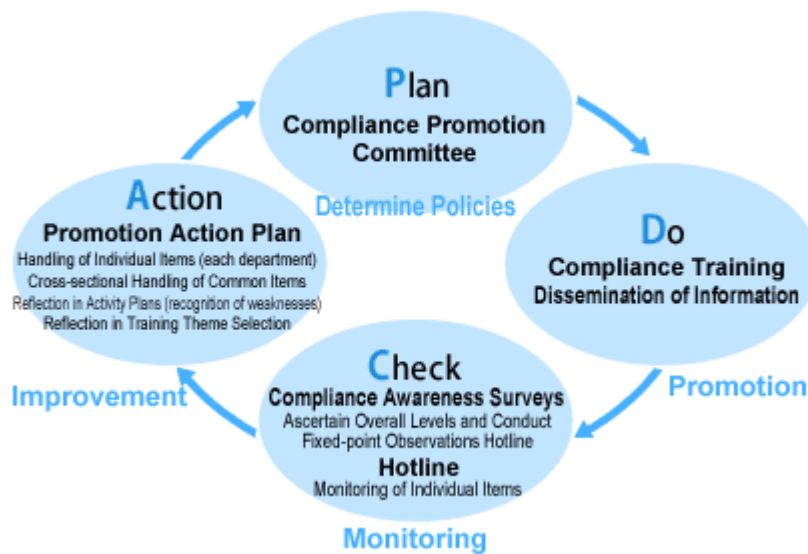 Plan
Compliance Promotion
Committee
Determine Policies
Do
Compliance Training
Dissemination of Information
Promotion
Check
Compliance Awareness Surveys
Ascertain Overall Levels and Conduct
Fixed-point Observations Hotline
Hotline
Monitoring of Individual Items
Monitoring
Action
Promotion Action Plan
Handling of Individual Items (each department)
Cross-sectional Handling of Common Items
Reflection in Activity Plans (recognition of weaknesses)
Reflection in Training Theme Selection
Improvement